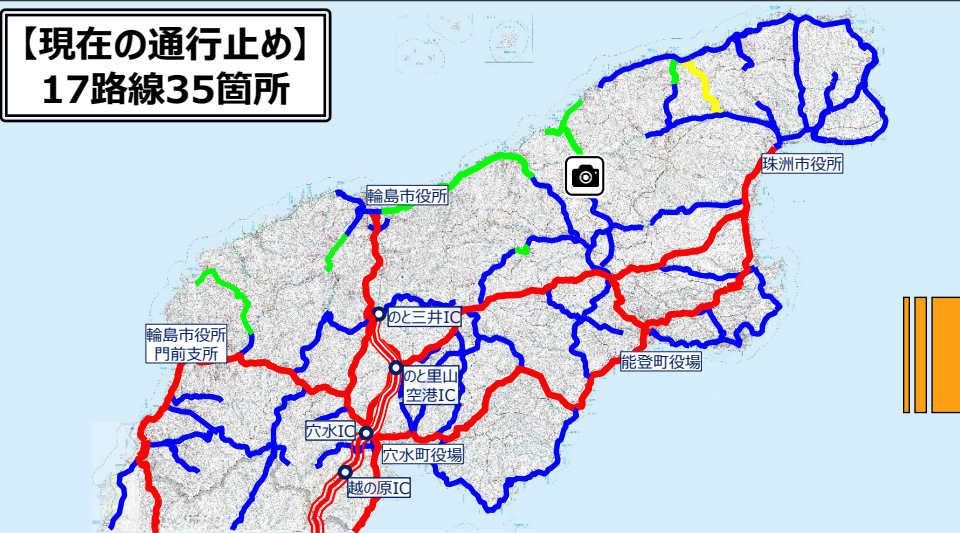 【現在の通行止め】
17路線35箇所
珠洲市役所
輪島市役所
のと三井IC
輪島市役所
門前支所
のと里山
空港IC
能登町役場
穴水IC
穴水町役場
越の原IC